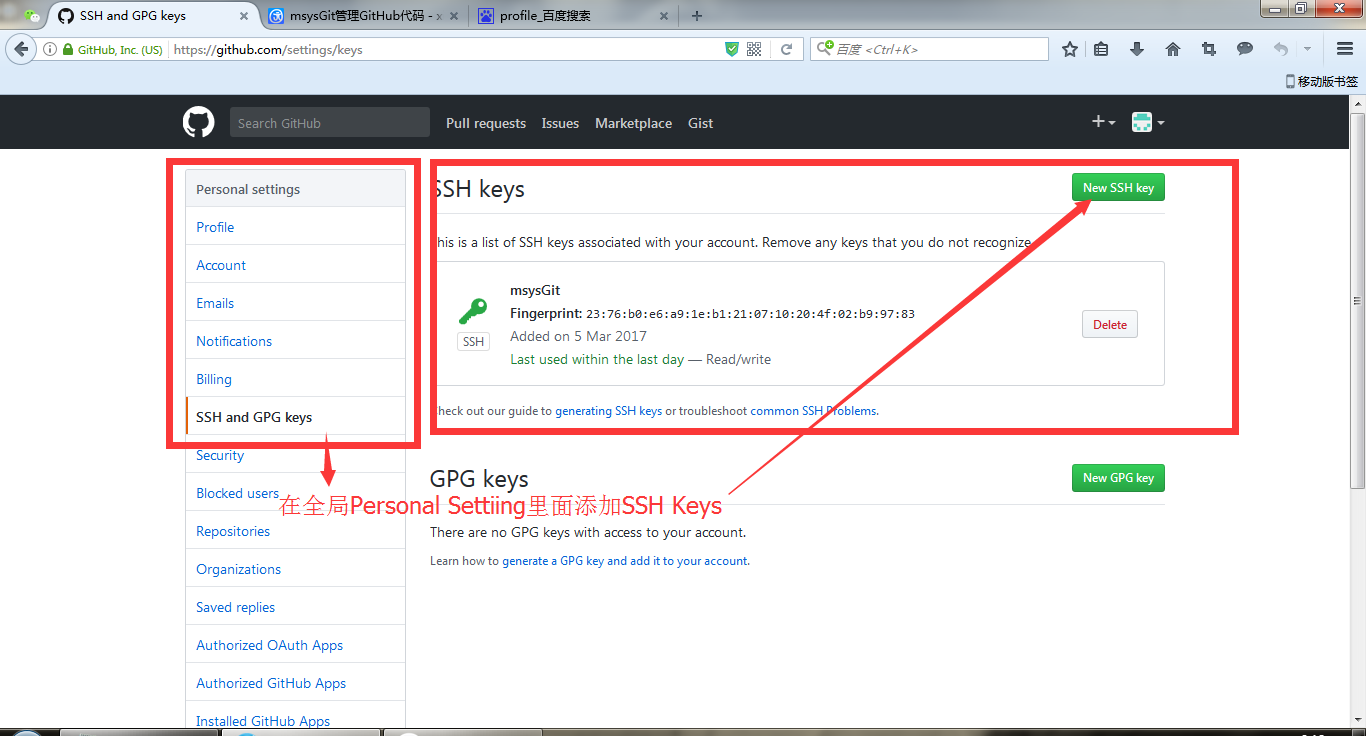 SSH and GPG keys
msysGit管理GitHub代码 - x
profile_百度搜索
GitHub, Inc. (US)
https://github.com/settings/keys
百度 <Ctrl+K>
移动版书签
Search GitHub
Pull requests
Issues
Marketplace
Gist
Personal settings
Profile
Account
Emails
Notifications
Billing
SSH and GPG keys
Security
Blocked users
Repositories
Organizations
Saved replies
Authorized OAuth Apps
Authorized GitHub Apps
Installed GitHub Apps
SSH keys
New SSH key
his is a list of SSH keys associated with your account. Remove any keys that you do not recognize
msysGit
Fingerprint: 23:76:b0:e6:a9:1e:b1:21:07:10:20:4f:02:b9:97:83
SSH
Added on 5 Mar 2017
Last used within the last day — Read/write
Delete
heck out our guide to generating SSH keys or troubleshoot common SSH Problems.
GPG keys
New GPG key
在全局Personal Settiing里面添加SSH Keys
There are no GPG keys with access to your account.
Learn how to generate a GPG key and add it to your account.